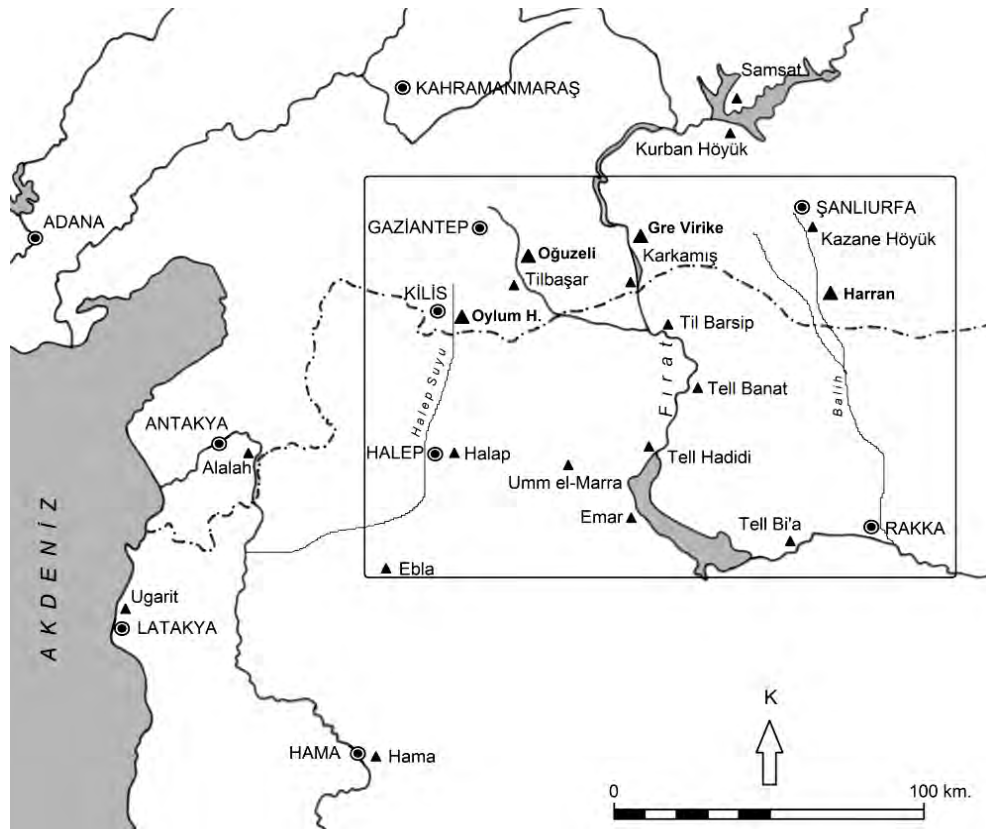 Samsat
KAHRAMANMARAŞ
Kurban Höyük
ŞANLIURFA
ADANA
GAZİANTEP
Gre Virike
Kazane Höyük
Oğuzeli
Karkamış
Tilbaşar
KİLİS
Harran
Oylum H.
Til Barsip
Halep Suyu
Fırat
Tell Banat
Balih
ANTAKYA
HALEP
Halap
Tell Hadidi
Alalah
Umm el-Marra
Emar
Tell Bi'a
RAKKA
AKDENİZ
Ebla
Ugarit
LATAKYA
K
HAMA
Hama
0
100 km.